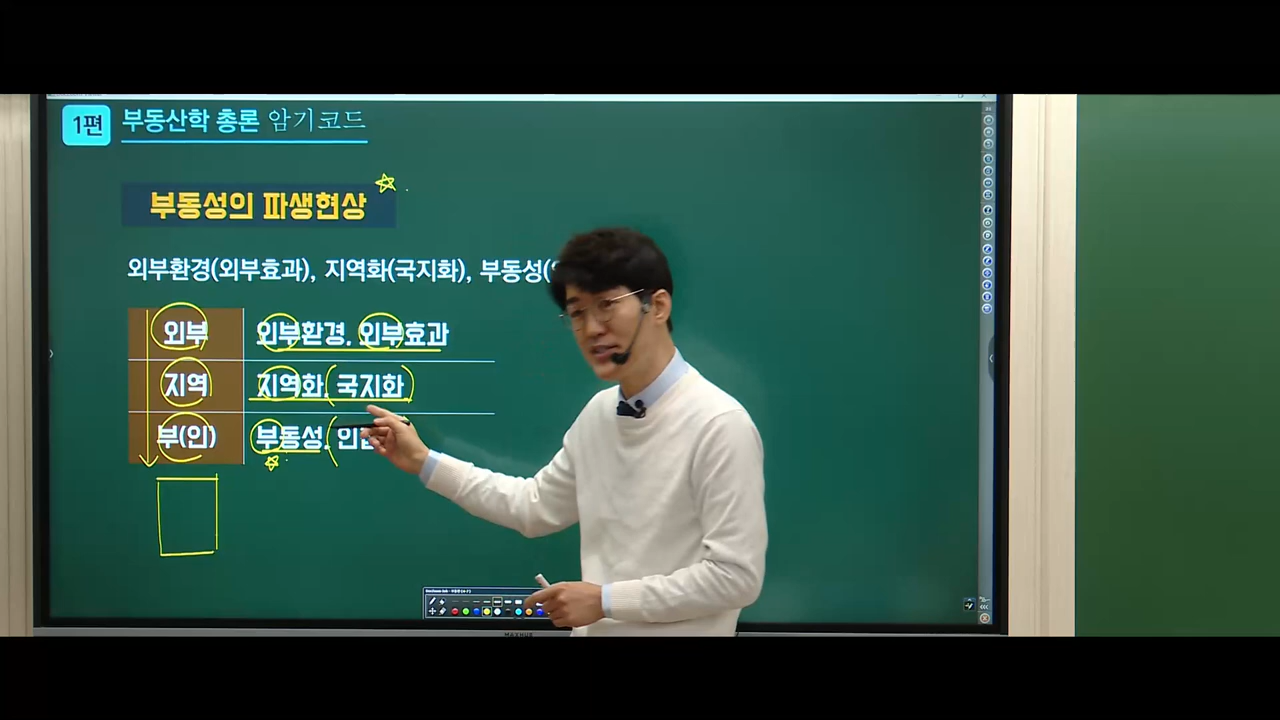 1편 부동산학 총론 암기코드
부동성의 파생현상
외부환경(외부효과), 지역화(국지화), 부동성(
외부 외부환경, 외부효과
지역 지역화, 국지화
부(인) 부동성, 인접
MAXHUB